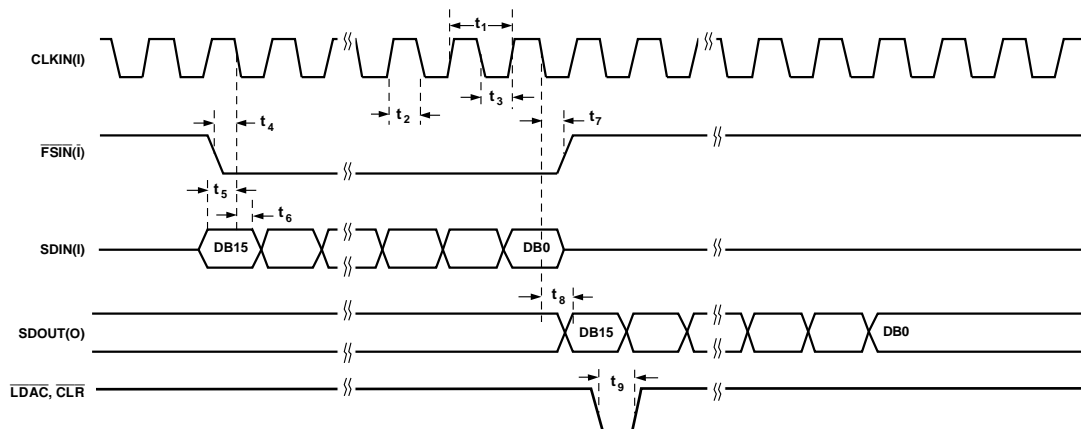 t1
CLKIN(I)
t3
t2
t4
t7
FSIN(I)
t5
t6
SDIN(I)
DB15
DB0
t8
SDOUT(O)
DB15
DB0
t9
LDAC, CLR